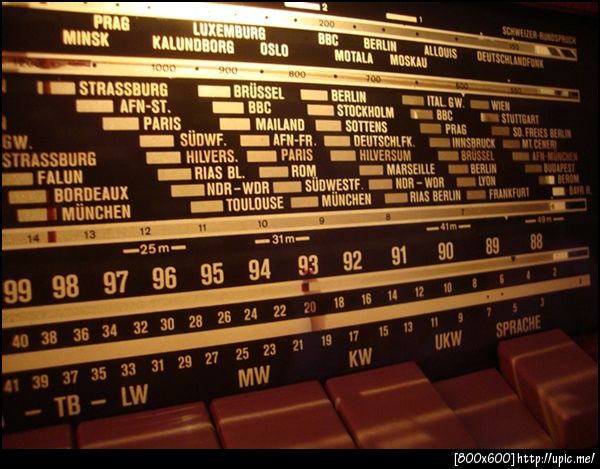 2 1
PRAG LUXEMBURG 200 150 SCHWEIZER-RUNDSPRUCH
MINSK KALUNDBORG OSLO BBC BERLIN ALLOUIS DEUTSCHLANDFUNK
MOTALA MOSKAU
1000 900 800 700 550
STRASSBURG BRÜSSEL BERLIN ITAL. GW. WIEN
AFN-ST. BBC STOCKHOLM BBC STUTTGART
PARIS MAILAND SOTTENS PRAG SD. FREIES BERLIN
GW. SÜDWF. AFN-FR. DEUTSCHLFK. INNSBRUCK MT.CENERI
STRASSBURG HILVERS. PARIS HILVERSUM BRÜSSEL AFN-MÜNCHEN
FALUN RIAS BL. ROM MARSEILLE BERLIN BUDAPEST
BORDEAUX NDR-WDR SÜDWESTF. NDR-WDR LYON BEROM.
MÜNCHEN TOULOUSE MÜNCHEN RIAS BERLIN FRANKFURT BAYR. R.
14 13 12 11 10 9 8 7
25m 31m 41m 49m
99 98 97 96 95 94 93 92 91 90 89 88
40 38 36 34 32 30 28 26 24 22 20 18 16 14 12 10 8 6 4 2
41 39 37 35 33 31 29 27 25 23 21 19 17 15 13 11 9 7 5 3
- TB - LW MW KW UKW SPRACHE
[800x600]http://upic.me/